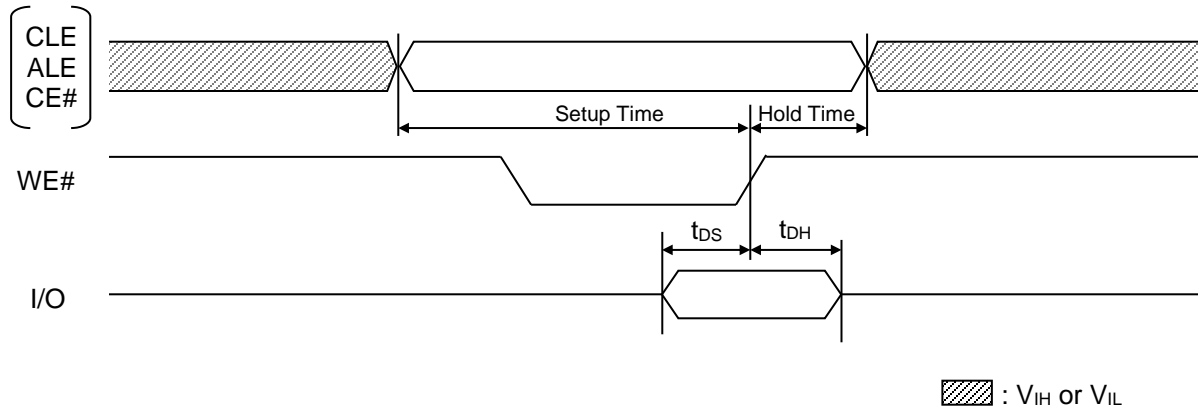 CLE
ALE
CE#
Setup Time
Hold Time
WE#
tDS
tDH
I/O
: VIH or VIL